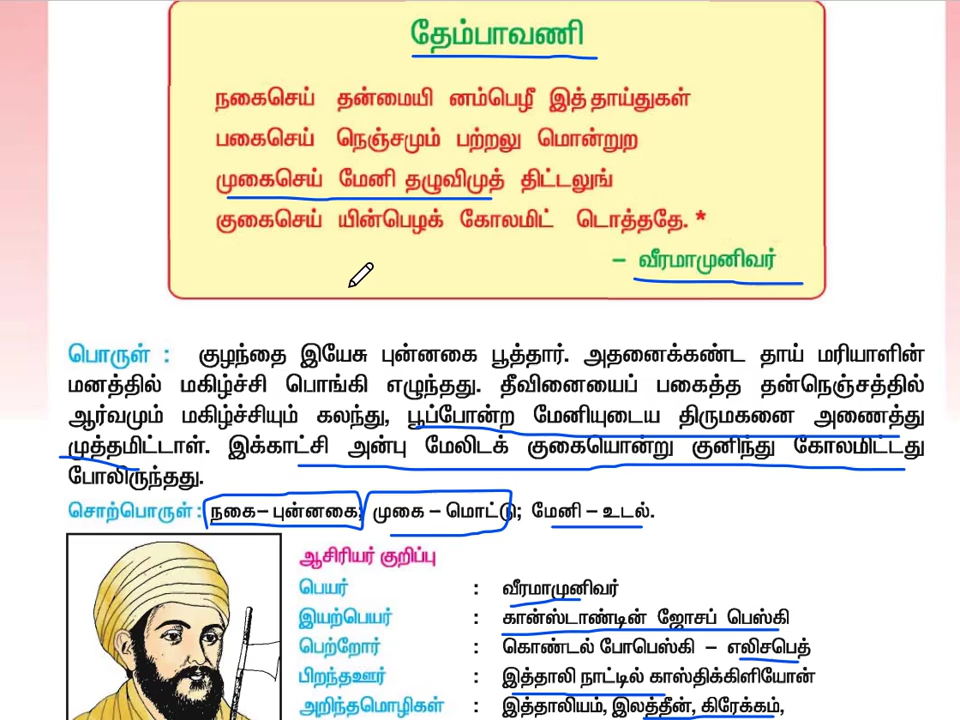 தேம்பாவணி
நகைசெய் தன்மையி னம்பெழீ இத் தாய்துகள்
பகைசெய் நெஞ்சமும் பற்றலு மொன்றுற
முகைசெய் மேனி தழுவிமுத் திட்டலுங்
குகைசெய் யின்பெழக் கோலமிட் டொத்ததே. *
– வீரமாமுனிவர்
பொருள் : குழந்தை இயேசு புன்னகை பூத்தார். அதனைக்கண்ட தாய் மரியாளின்
மனத்தில் மகிழ்ச்சி பொங்கி எழுந்தது. தீவினையைப் பகைத்த தன்நெஞ்சத்தில்
ஆர்வமும் மகிழ்ச்சியும் கலந்து, பூப்போன்ற மேனியுடைய திருமகனை அணைத்து
முத்தமிட்டாள். இக்காட்சி அன்பு மேலிடக் குகையொன்று குனிந்து கோலமிட்டது
போலிருந்தது.
சொற்பொருள் : நகை – புன்னகை; முகை – மொட்டு; மேனி – உடல்.
ஆசிரியர் குறிப்பு
பெயர் : வீரமாமுனிவர்
இயற்பெயர் : கான்ஸ்டாண்டின் ஜோசப் பெஸ்கி
பெற்றோர் : கொண்டல் போபெஸ்கி – எலிசபெத்
பிறந்தஊர் : இத்தாலி நாட்டில் காஸ்திக்கிளியோன்
அறிந்தமொழிகள் : இத்தாலியம், இலத்தீன், கிரேக்கம்,